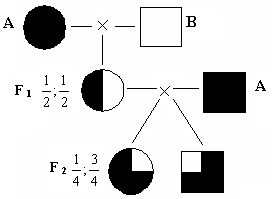 A × B
F1 1/2 ; 1/2 × A
F2 1/4 ; 3/4